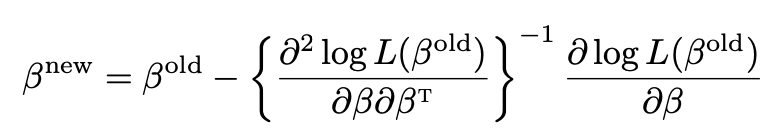 β^new = β^old − { ∂² log L(β^old) / ∂β∂β^T }^−1 ∂ log L(β^old) / ∂β